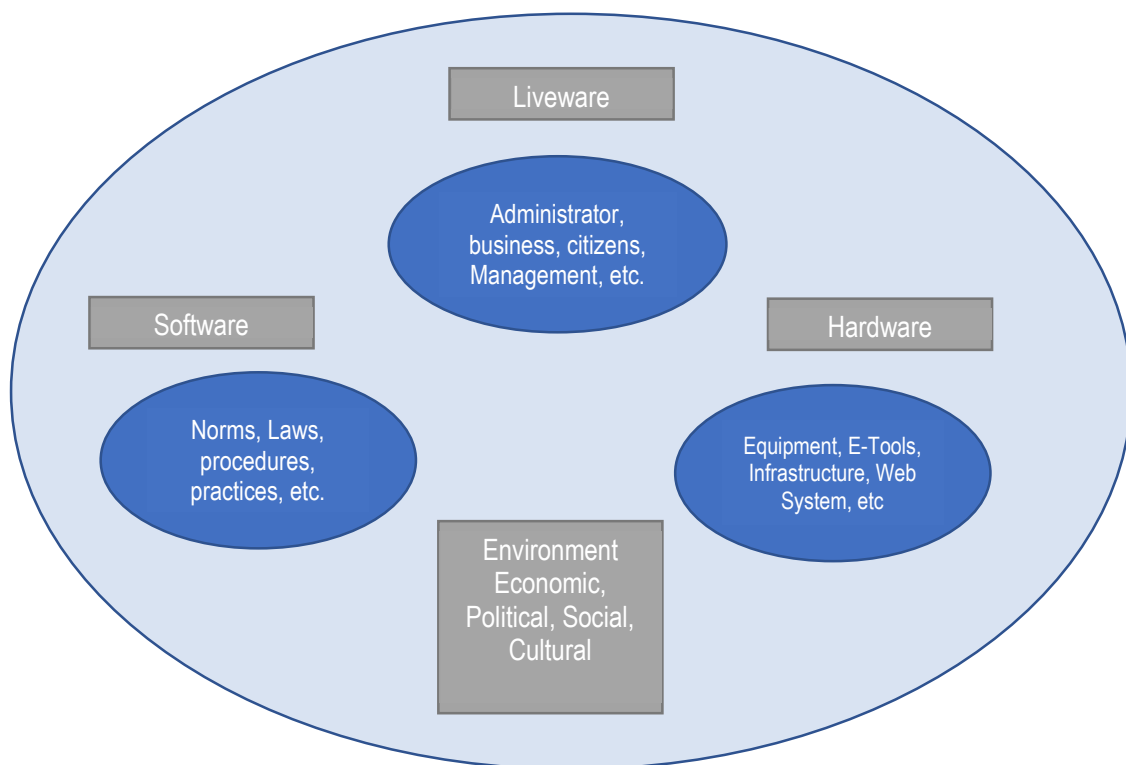 Liveware
Administrator,
business, citizens,
Management, etc.
Software
Norms, Laws,
procedures,
practices, etc.
Hardware
Equipment, E-Tools,
Infrastructure, Web
System, etc
Environment
Economic,
Political, Social,
Cultural